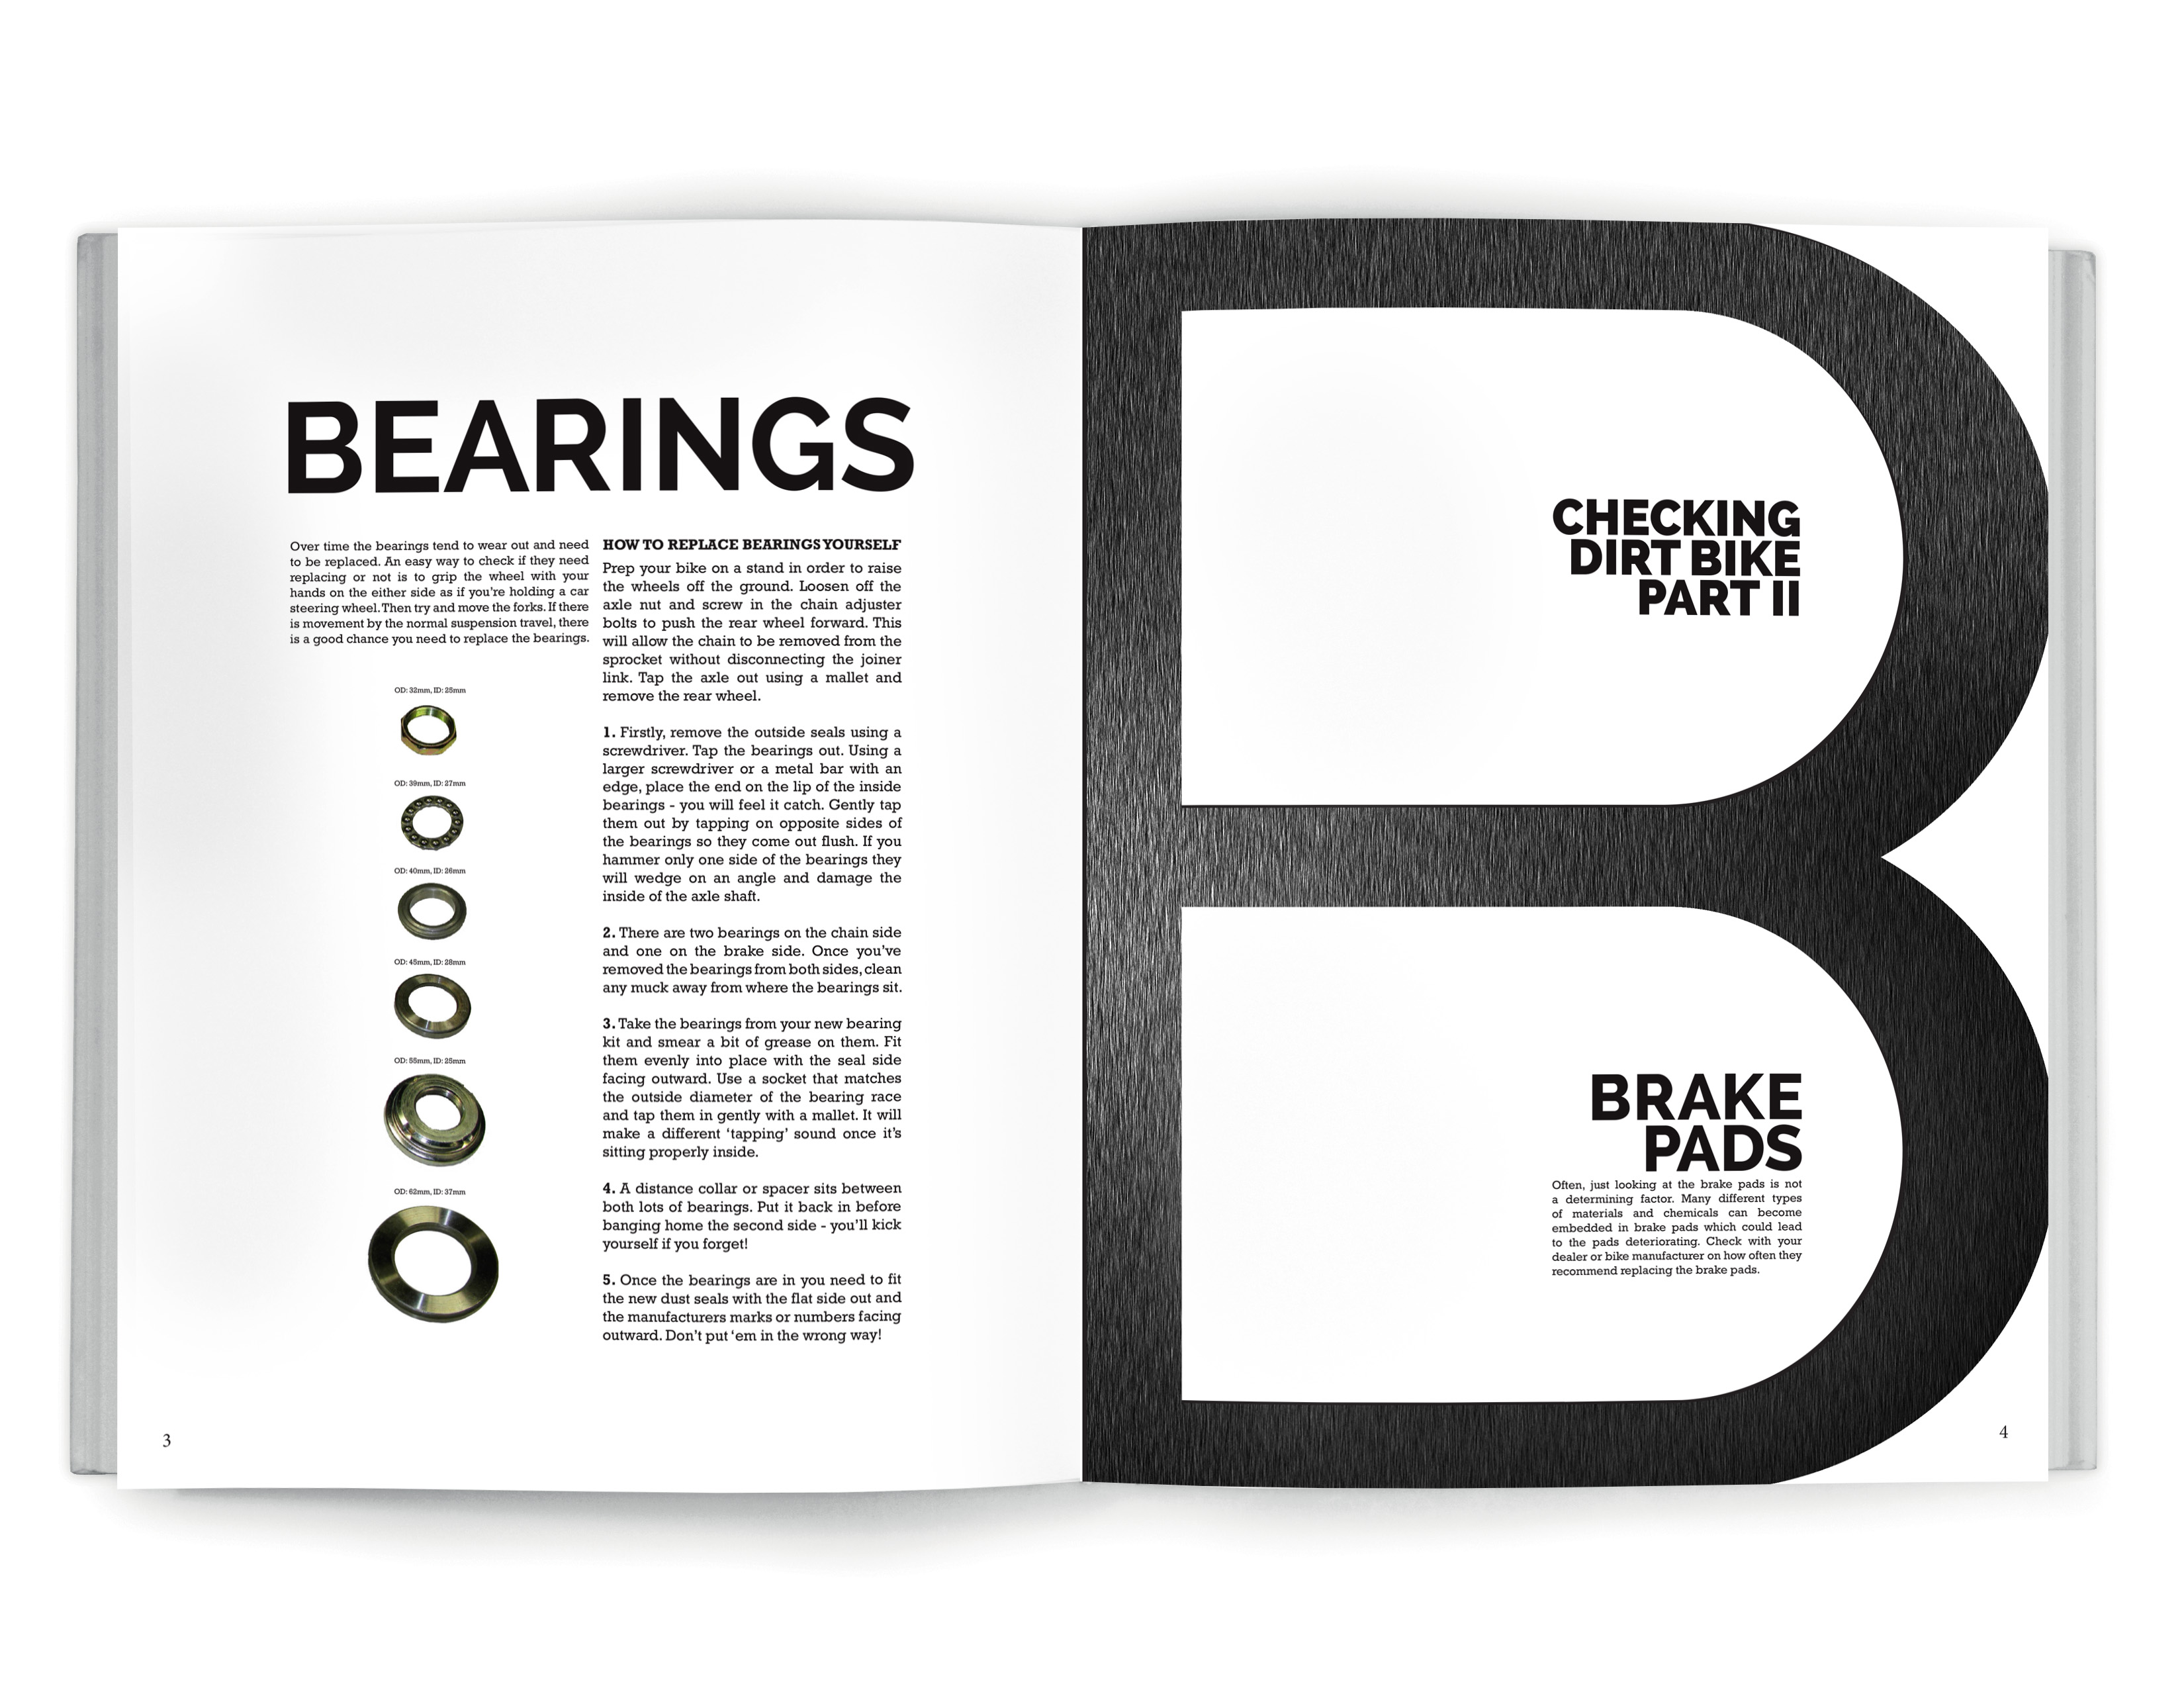 BEARINGS
Over time the bearings tend to wear out and need
to be replaced. An easy way to check if they need
replacing or not is to grip the wheel with your
hands on the either side as if you're holding a car
steering wheel. Then try and move the forks. If there
is movement by the normal suspension travel, there
is a good chance you need to replace the bearings.
OD: 32mm, ID: 25mm
OD: 39mm, ID: 27mm
OD: 40mm, ID: 26mm
OD: 45mm, ID: 28mm
OD: 55mm, ID: 25mm
OD: 62mm, ID: 37mm
HOW TO REPLACE BEARINGS YOURSELF
Prep your bike on a stand in order to raise
the wheels off the ground. Loosen off the
axle nut and screw in the chain adjuster
bolts to push the rear wheel forward. This
will allow the chain to be removed from the
sprocket without disconnecting the joiner
link. Tap the axle out using a mallet and
remove the rear wheel.
1. Firstly, remove the outside seals using a
screwdriver. Tap the bearings out. Using a
larger screwdriver or a metal bar with an
edge, place the end on the lip of the inside
bearings - you will feel it catch. Gently tap
them out by tapping on opposite sides of
the bearings so they come out flush. If you
hammer only one side of the bearings they
will wedge on an angle and damage the
inside of the axle shaft.
2. There are two bearings on the chain side
and one on the brake side. Once you've
removed the bearings from both sides, clean
any muck away from where the bearings sit.
3. Take the bearings from your new bearing
kit and smear a bit of grease on them. Fit
them evenly into place with the seal side
facing outward. Use a socket that matches
the outside diameter of the bearing race
and tap them in gently with a mallet. It will
make a different ‘tapping’ sound once it's
sitting properly inside.
4. A distance collar or spacer sits between
both lots of bearings. Put it back in before
banging home the second side - you'll kick
yourself if you forget!
5. Once the bearings are in you need to fit
the new dust seals with the flat side out and
the manufacturers marks or numbers facing
outward. Don't put ‘em in the wrong way!
3
B
CHECKING
DIRT BIKE
PART II
BRAKE
PADS
Often, just looking at the brake pads is not
a determining factor. Many different types
of materials and chemicals can become
embedded in brake pads which could lead
to the pads deteriorating. Check with your
dealer or bike manufacturer on how often they
recommend replacing the brake pads.
4